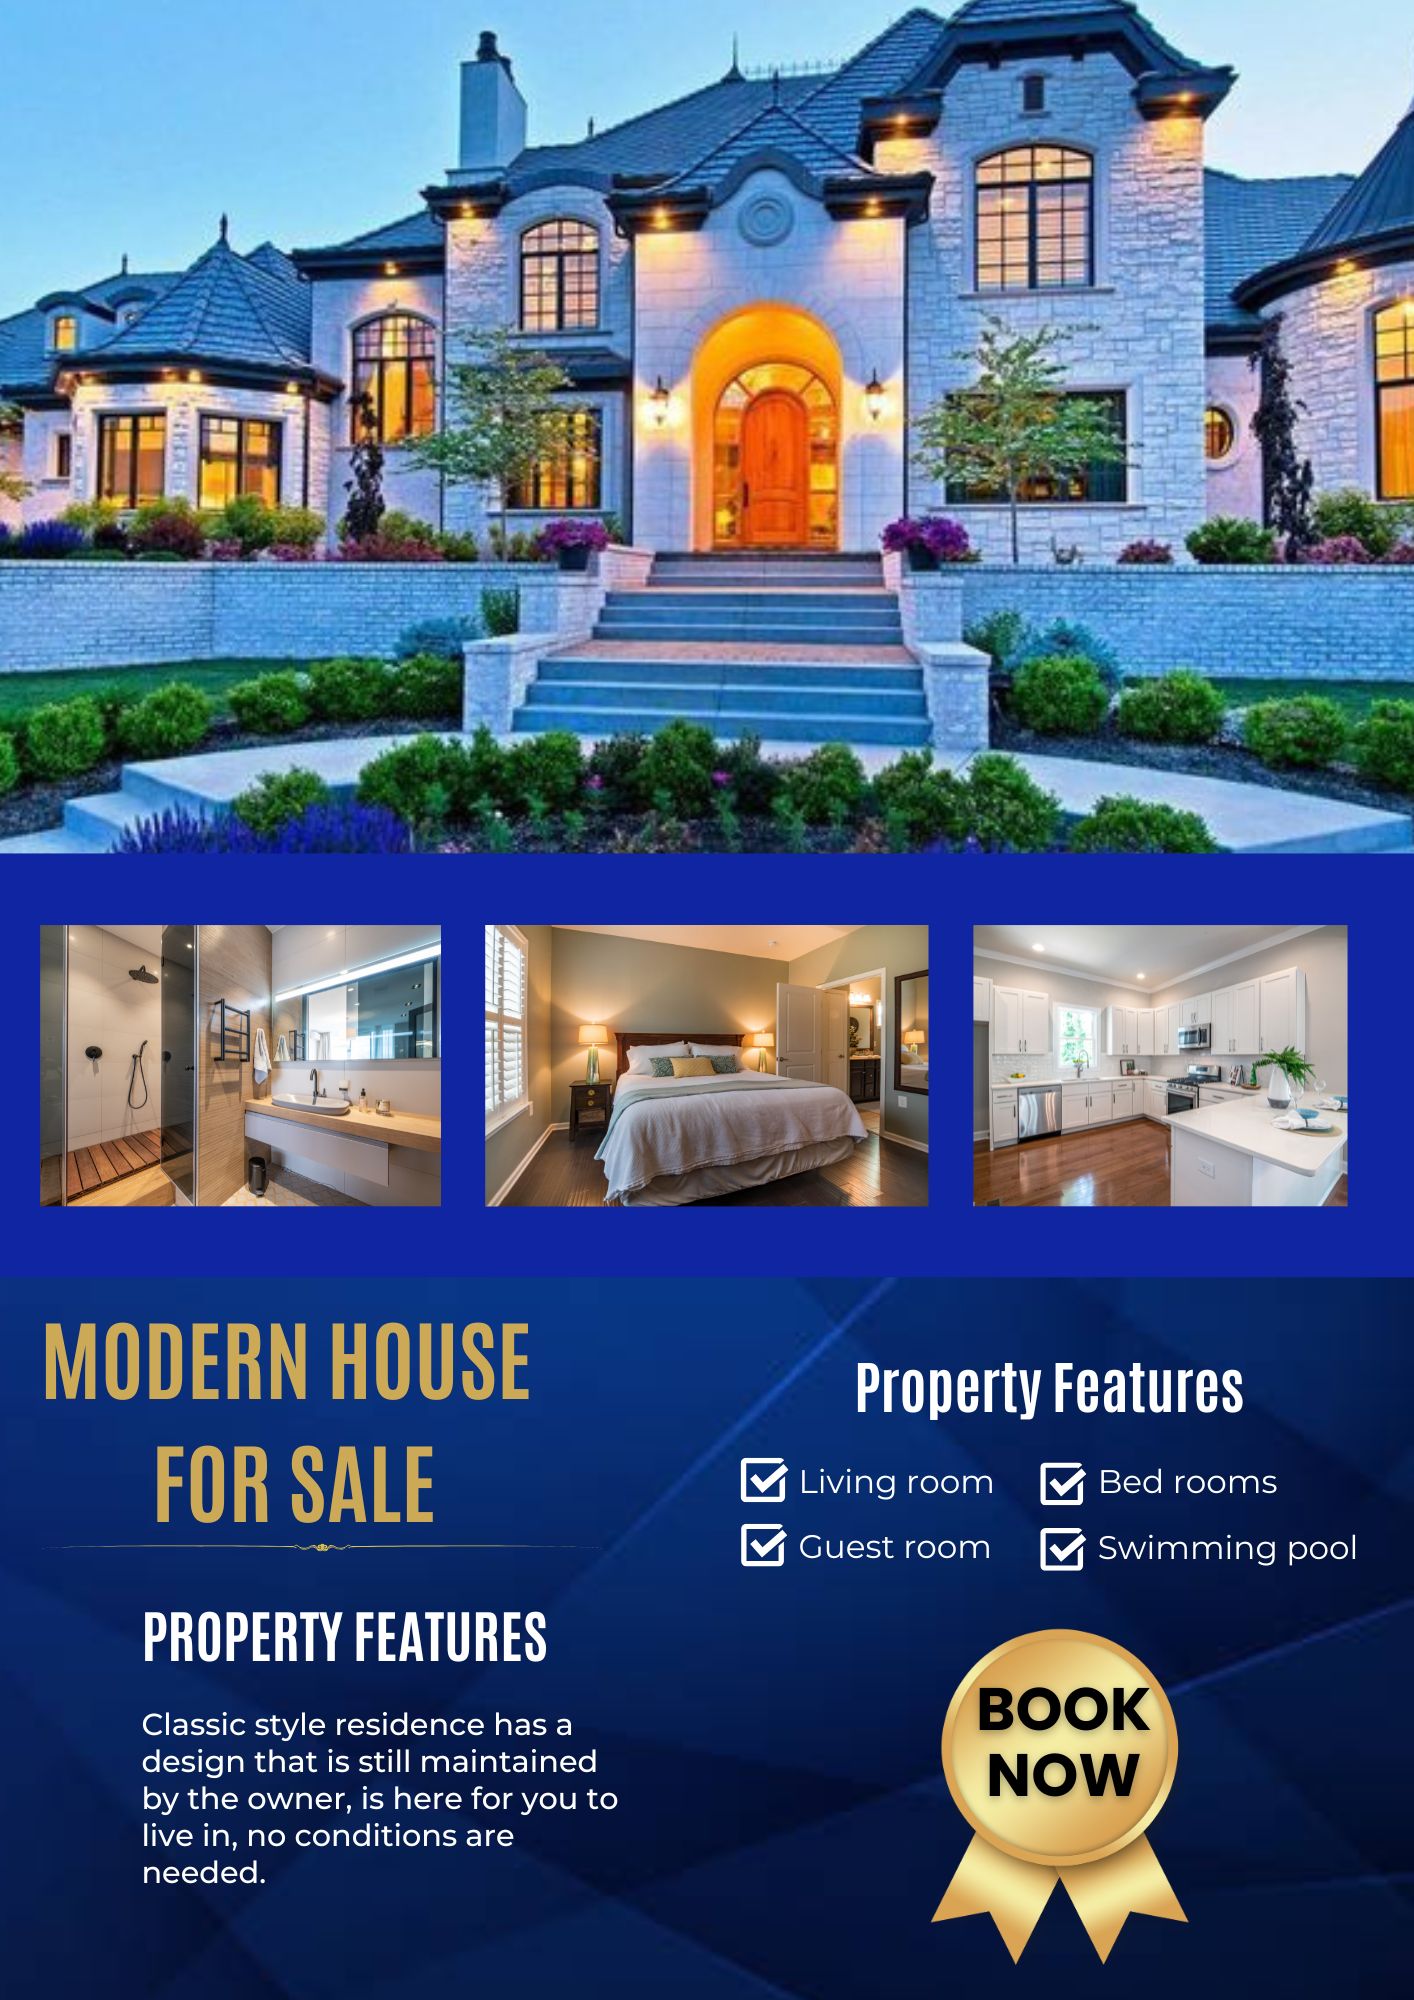 MODERN HOUSE
FOR SALE
PROPERTY FEATURES
Classic style residence has a
design that is still maintained
by the owner, is here for you to
live in, no conditions are
needed.
Property Features
Living room
Bed rooms
Guest room
Swimming pool
BOOK
NOW